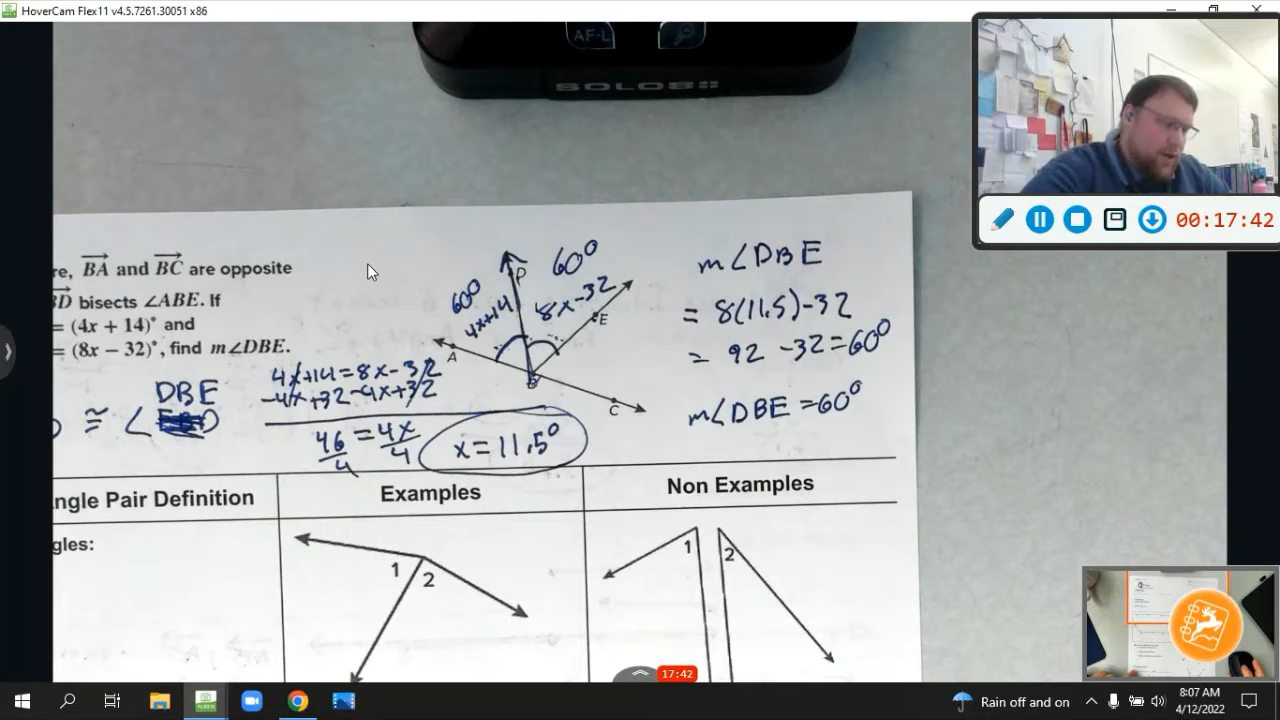 HoverCam Flex11 v4.5.7261.30051 x86
AF-L
SOLO8
00:17:42
re, BA and BC are opposite
BD bisects ∠ABE. If
= (4x + 14)° and
= (8x − 32)°, find m∠DBE.
DBE
≅ ∠
4x+14=8x-32
-4x+32 -4x+32
46 = 4x
4 4
x = 11.5°
60°
4x+14
60°
8x-32
D
A
B
E
C
m∠DBE
= 8(11.5)-32
= 92 - 32 = 60°
m∠DBE = 60°
ngle Pair Definition
Examples
Non Examples
gles:
1
2
1
2
17:42
Rain off and on
8:07 AM
4/12/2022